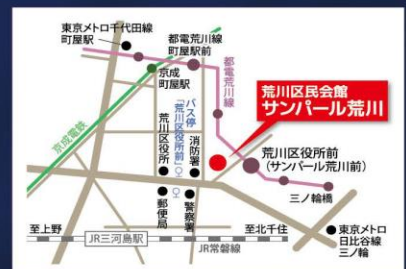 東京メトロ千代田線
町屋駅
都電荒川線
町屋駅前
京成
町屋駅
都電荒川線
荒川区民会館
サンパール荒川
京成電鉄
バス停
「荒川区役所前」
荒川区役所
消防署
荒川区役所前
(サンパール荒川前)
三ノ輪橋
郵便局
警察署
至上野
JR三河島駅
JR常磐線
至北千住
東京メトロ
日比谷線
三ノ輪